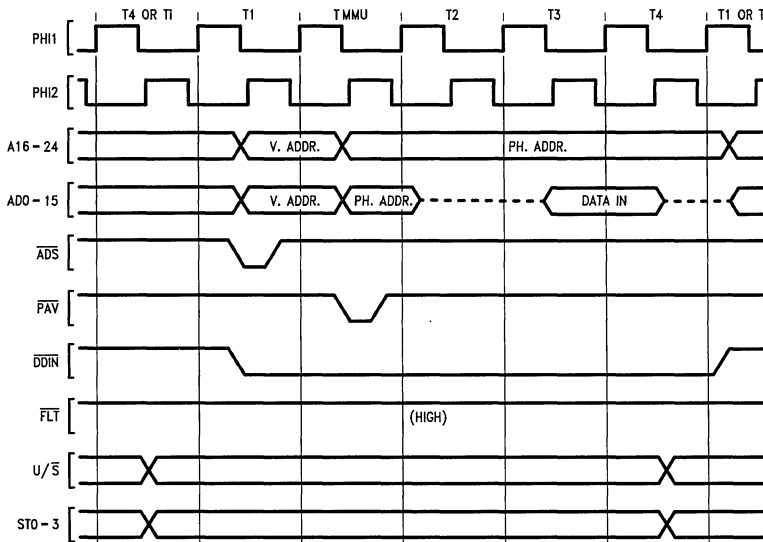 T4 OR Ti T1 T MMU T2 T3 T4 T1 OR T
PHI1
PHI2
A16-24 V. ADDR. PH. ADDR.
AD0-15 V. ADDR. PH. ADDR. DATA IN
ADS
PAV
DDIN
FLT (HIGH)
U/S
ST0-3